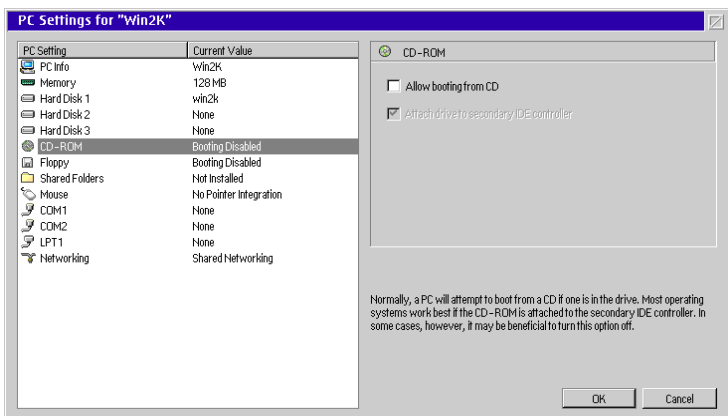 PC Settings for "Win2K"
PC Setting Current Value
PC Info Win2K
Memory 128 MB
Hard Disk 1 win2k
Hard Disk 2 None
Hard Disk 3 None
CD-ROM Booting Disabled
Floppy Booting Disabled
Shared Folders Not Installed
Mouse No Pointer Integration
COM1 None
COM2 None
LPT1 None
Networking Shared Networking
CD-ROM
Allow booting from CD
Attach drive to secondary IDE controller
Normally, a PC will attempt to boot from a CD if one is in the drive. Most operating
systems work best if the CD-ROM is attached to the secondary IDE controller. In
some cases, however, it may be beneficial to turn this option off.
OK Cancel